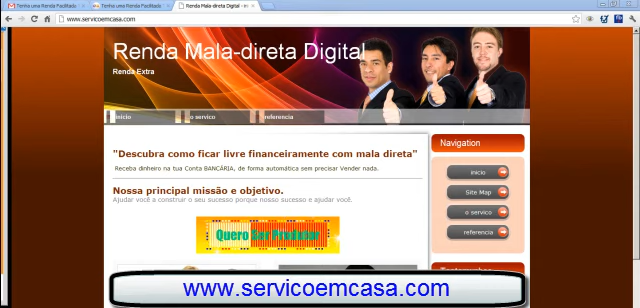 Tenha uma Renda Facilitada
Tenha uma Renda Facilitada
Renda Mala-direta Digital -
www.servicoemcasa.com
Renda Mala-direta Digital
Renda Extra
inicio
o servico
referencia
"Descubra como ficar livre financeiramente com mala direta"
Receba dinheiro na tua Conta BANCÁRIA, de forma automática sem precisar Vender nada.
Nossa principal missão e objetivo.
Ajudar você a construir o seu sucesso porque nosso sucesso e ajudar você.
Quero Ser Produtor
Navigation
inicio
Site Map
o servico
referencia
www.servicoemcasa.com